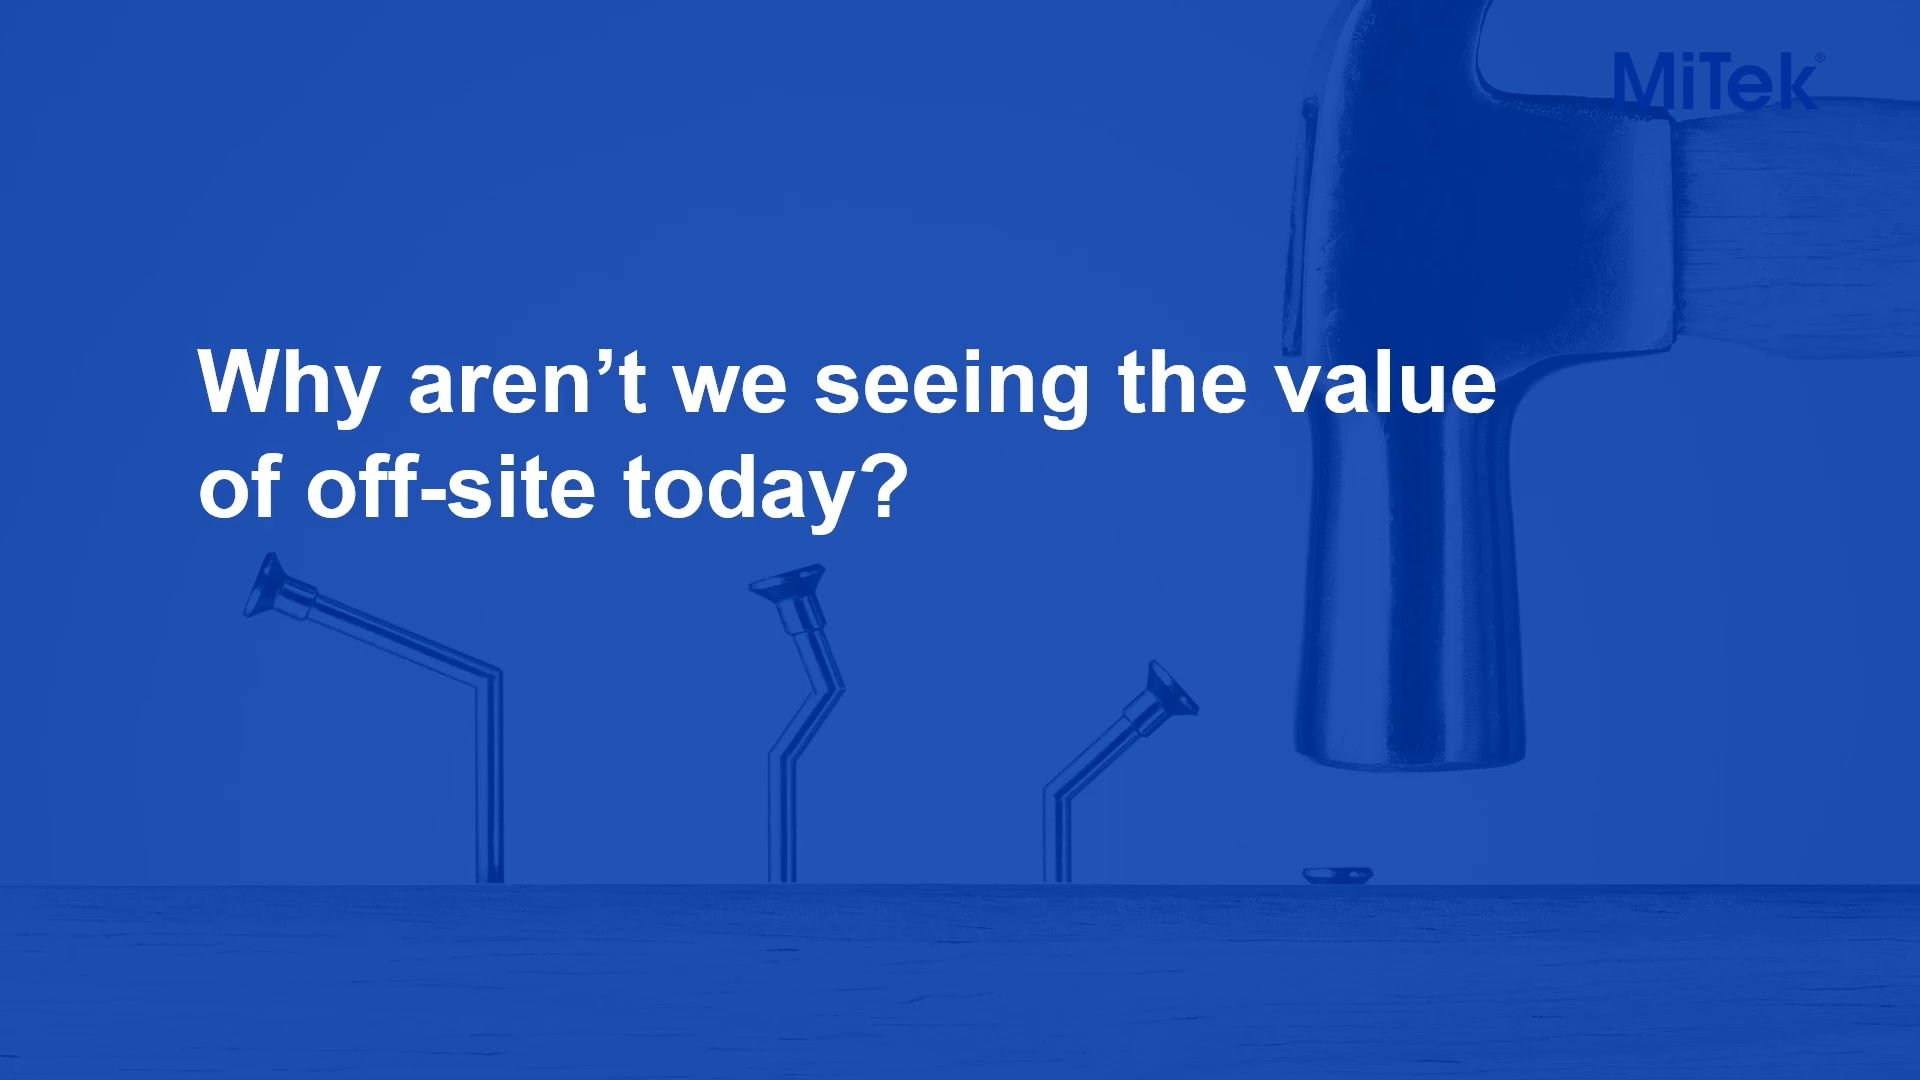 MiTek®
Why aren’t we seeing the value
of off-site today?